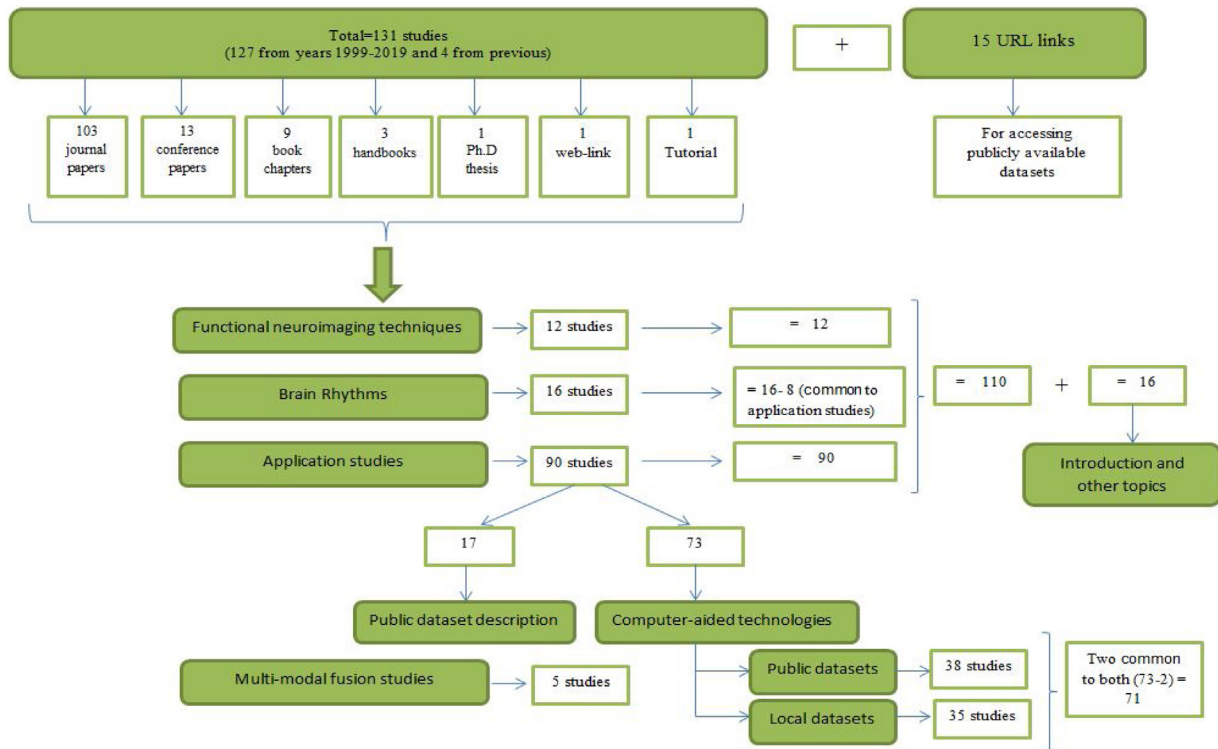 Total=131 studies
(127 from years 1999-2019 and 4 from previous)
+
15 URL links
103
journal
papers
13
conference
papers
9
book
chapters
3
handbooks
1
Ph.D
thesis
1
web-link
1
Tutorial
For accessing
publicly available
datasets
Functional neuroimaging techniques
12 studies
= 12
Brain Rhythms
16 studies
= 16- 8 (common to
application studies)
= 110
+
= 16
Application studies
90 studies
= 90
Introduction and
other topics
17
73
Public dataset description
Computer-aided technologies
Multi-modal fusion studies
5 studies
Public datasets
38 studies
Local datasets
35 studies
Two common
to both (73-2) =
71